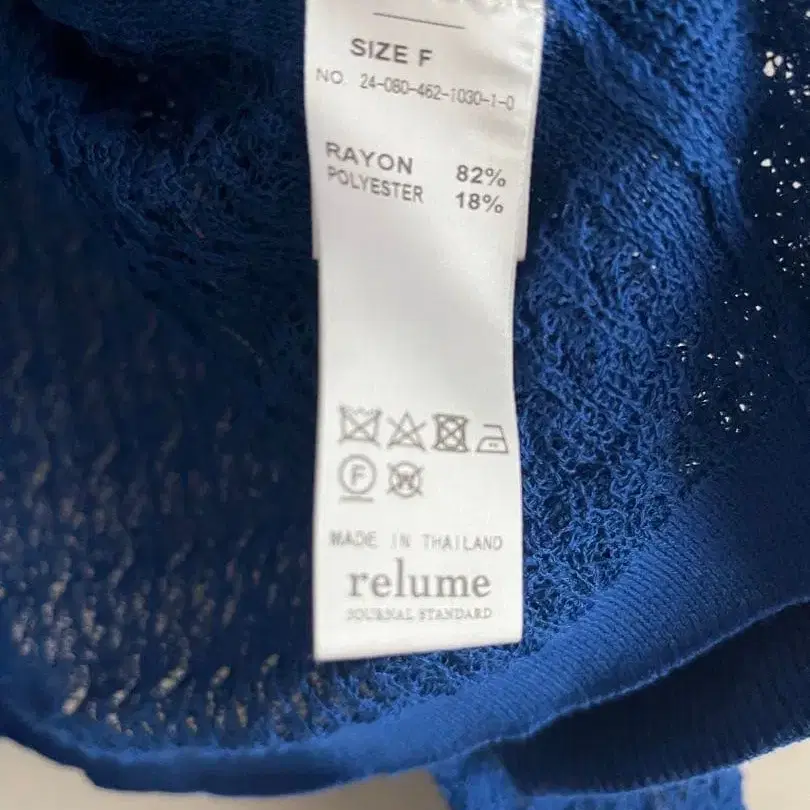 SIZE F
NO. 24-080-462-1030-1-0
RAYON 82%
POLYESTER 18%
F
W
MADE IN THAILAND
relume
JOURNAL STANDARD